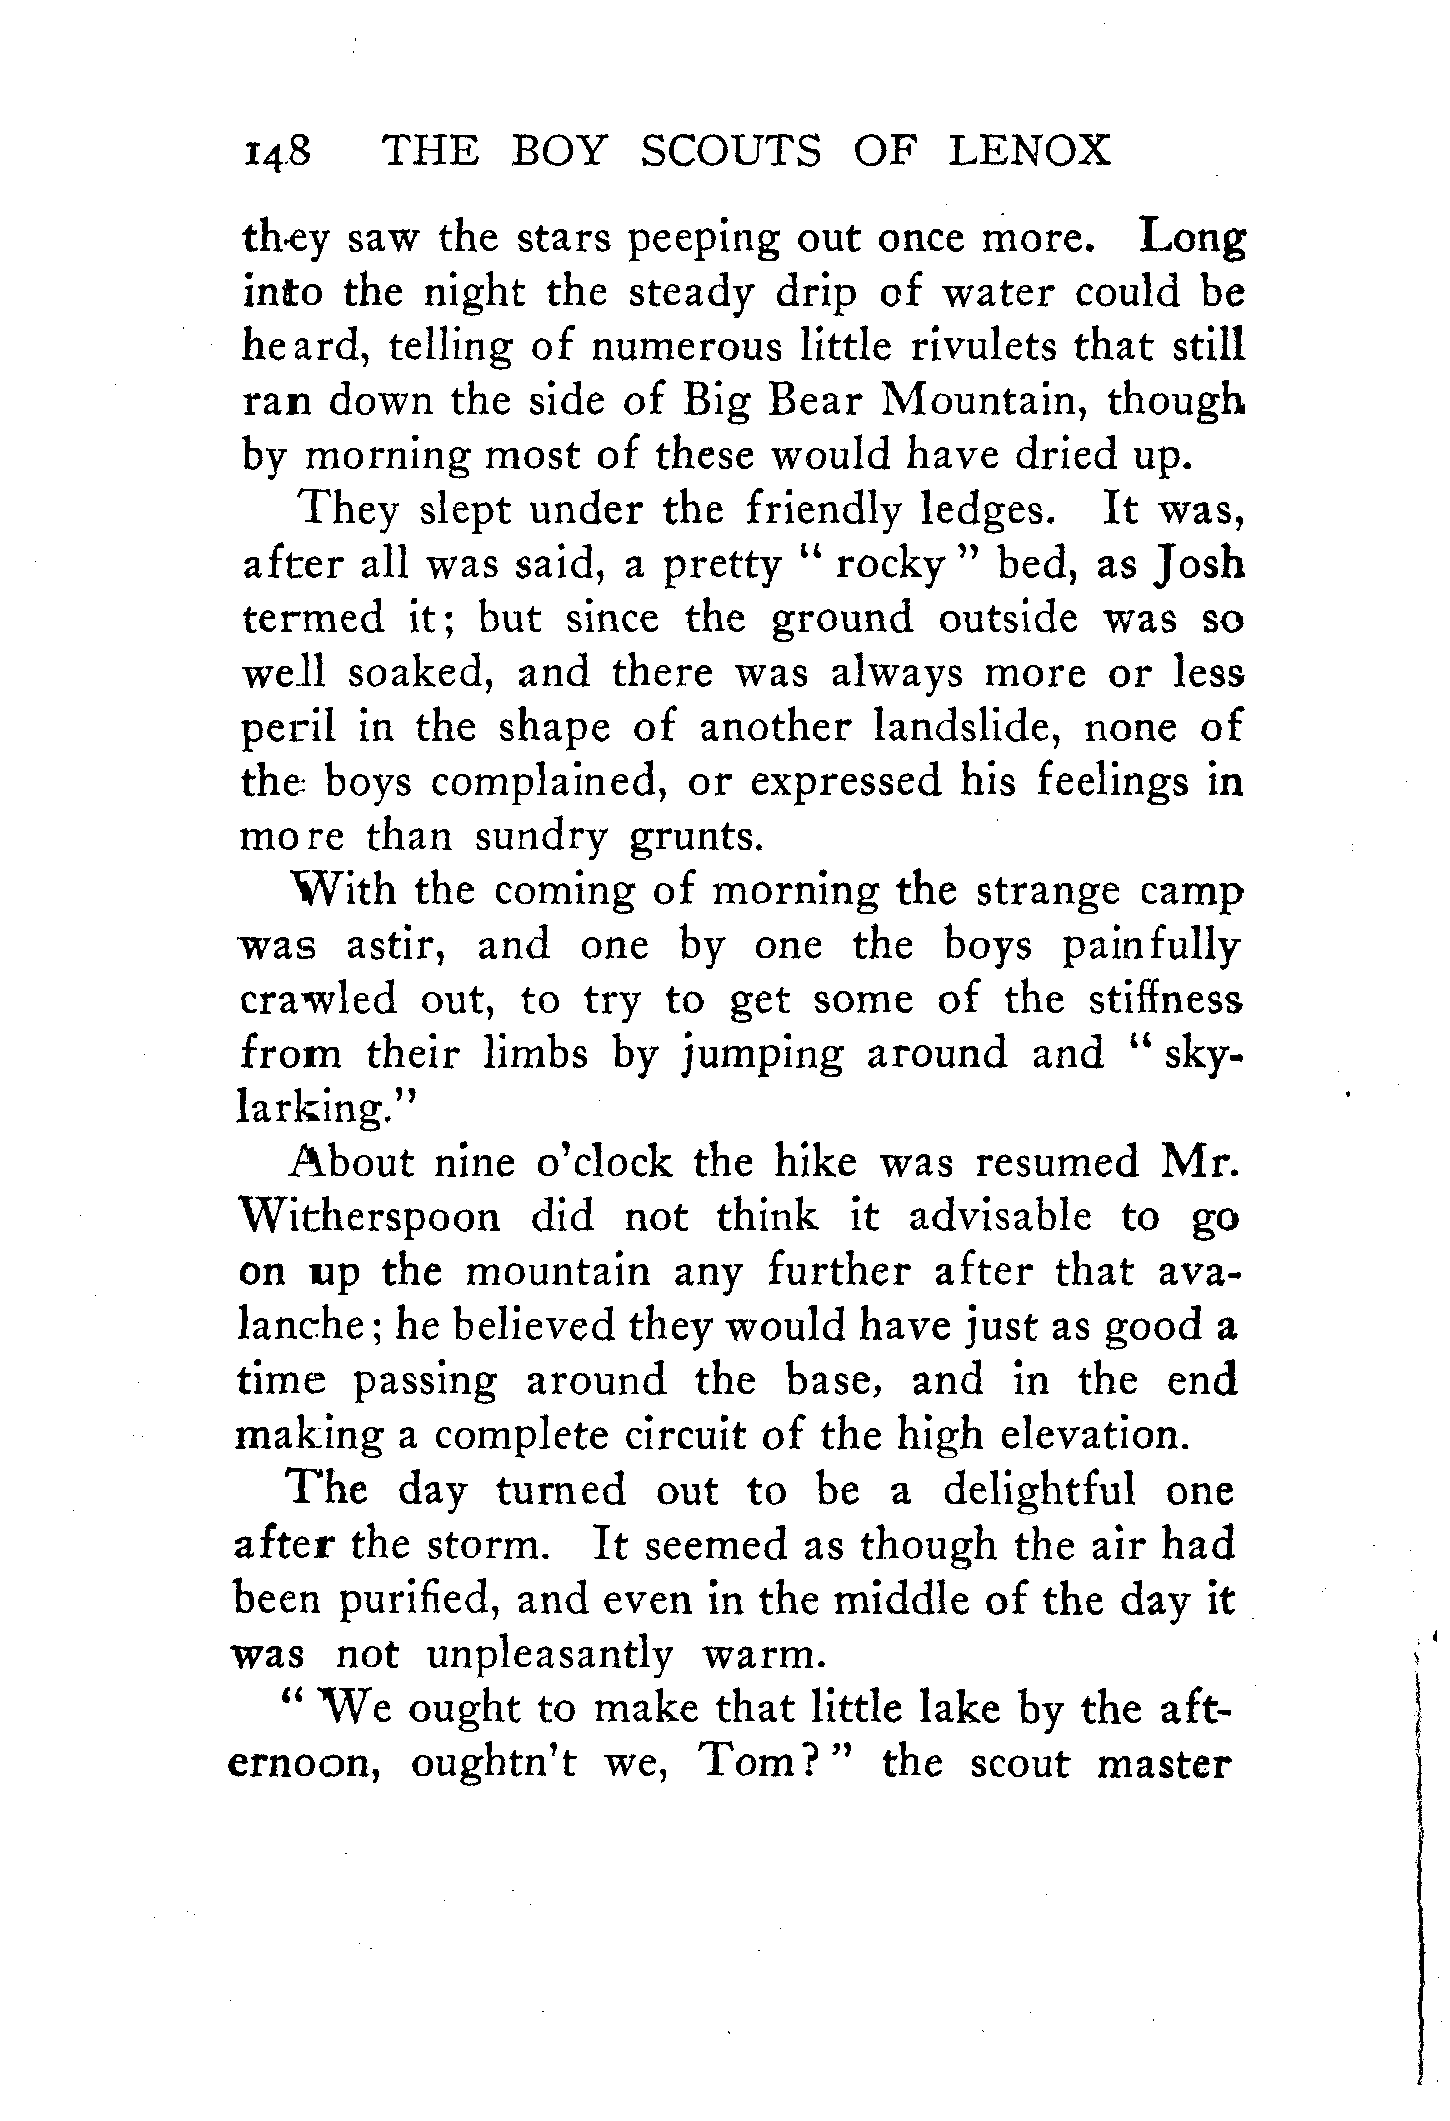 148 THE BOY SCOUTS OF LENOX
they saw the stars peeping out once more. Long
into the night the steady drip of water could be
heard, telling of numerous little rivulets that still
ran down the side of Big Bear Mountain, though
by morning most of these would have dried up.
They slept under the friendly ledges. It was,
after all was said, a pretty “ rocky ” bed, as Josh
termed it; but since the ground outside was so
well soaked, and there was always more or less
peril in the shape of another landslide, none of
the boys complained, or expressed his feelings in
more than sundry grunts.
With the coming of morning the strange camp
was astir, and one by one the boys painfully
crawled out, to try to get some of the stiffness
from their limbs by jumping around and “ sky-
larking.”
About nine o’clock the hike was resumed Mr.
Witherspoon did not think it advisable to go
on up the mountain any further after that ava-
lanche; he believed they would have just as good a
time passing around the base, and in the end
making a complete circuit of the high elevation.
The day turned out to be a delightful one
after the storm. It seemed as though the air had
been purified, and even in the middle of the day it
was not unpleasantly warm.
“ We ought to make that little lake by the aft-
ernoon, oughtn’t we, Tom? ” the scout master